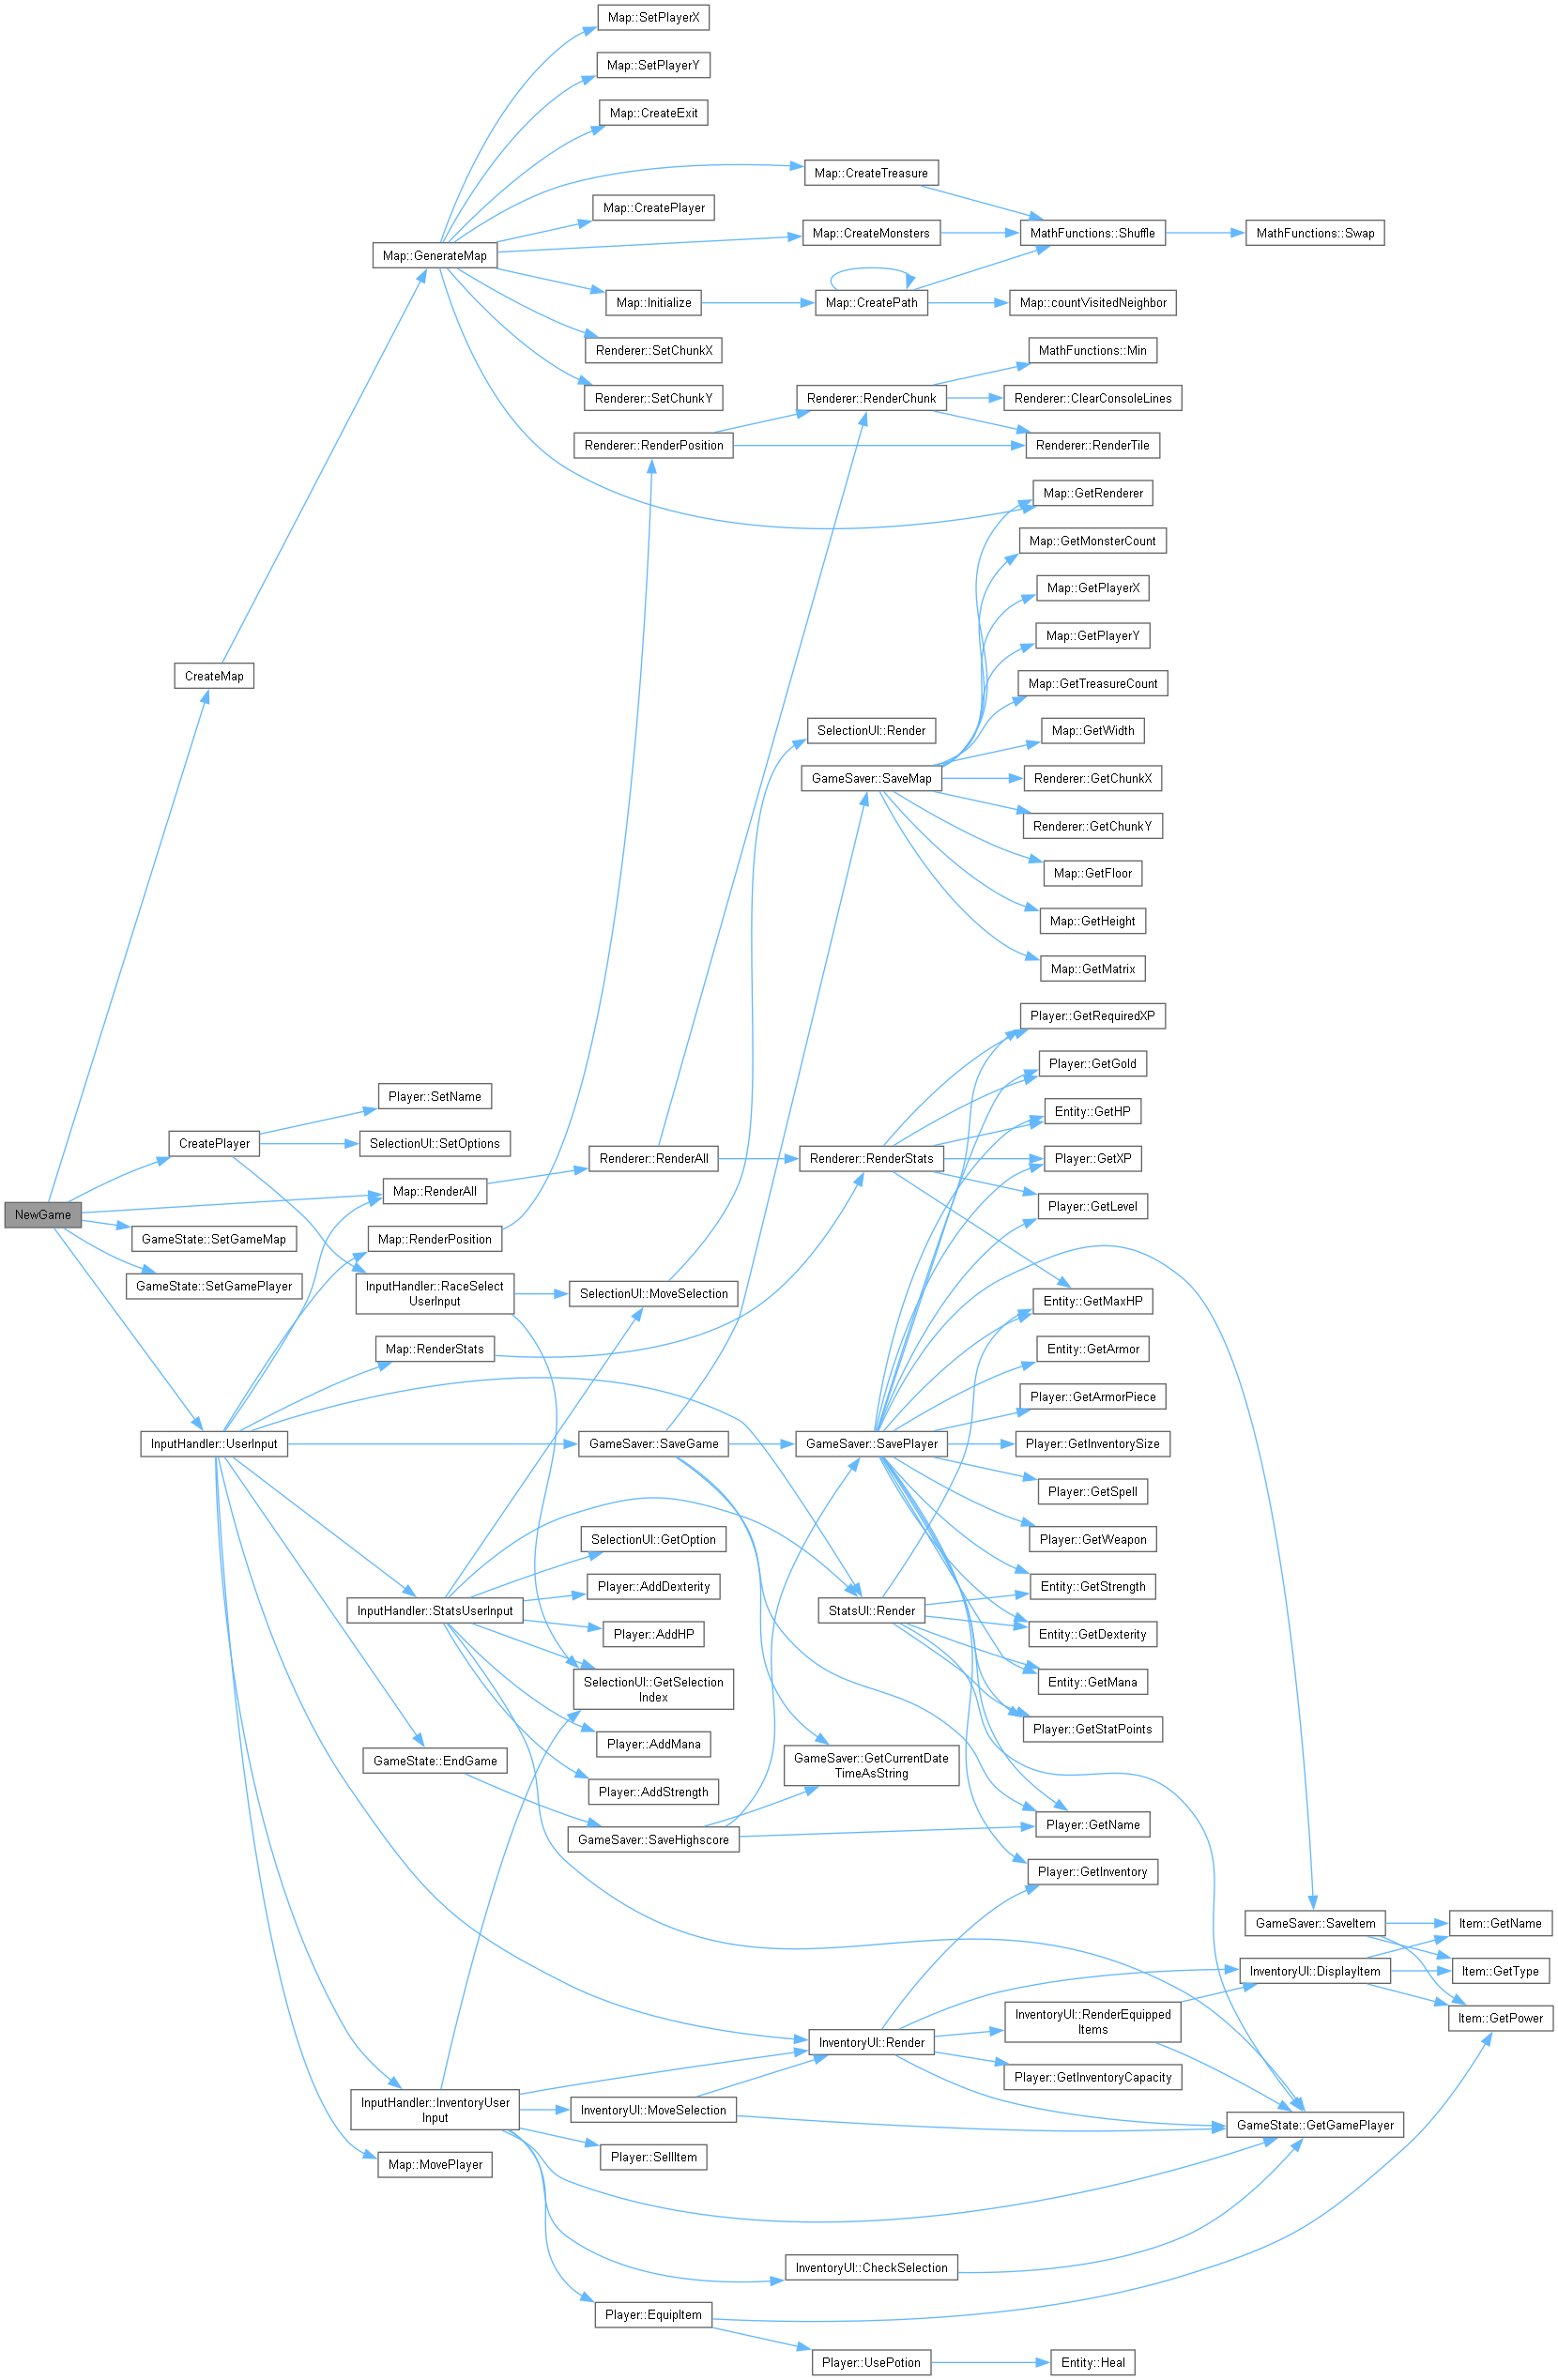 Map::SetPlayerX
Map::SetPlayerY
Map::CreateExit
Map::CreateTreasure
Map::CreatePlayer
Map::CreateMonsters
MathFunctions::Shuffle
MathFunctions::Swap
Map::GenerateMap
Map::Initialize
Map::CreatePath
Map::countVisitedNeighbor
Renderer::SetChunkX
MathFunctions::Min
Renderer::SetChunkY
Renderer::RenderChunk
Renderer::ClearConsoleLines
Renderer::RenderPosition
Renderer::RenderTile
Map::GetRenderer
Map::GetMonsterCount
Map::GetPlayerX
Map::GetPlayerY
CreateMap
Map::GetTreasureCount
SelectionUI::Render
Map::GetWidth
GameSaver::SaveMap
Renderer::GetChunkX
Renderer::GetChunkY
Map::GetFloor
Map::GetHeight
Map::GetMatrix
Player::GetRequiredXP
Player::GetGold
Player::SetName
Entity::GetHP
CreatePlayer
SelectionUI::SetOptions
Renderer::RenderAll
Renderer::RenderStats
Player::GetXP
Map::RenderAll
Player::GetLevel
NewGame
GameState::SetGameMap
Map::RenderPosition
GameState::SetGamePlayer
InputHandler::RaceSelect
UserInput
SelectionUI::MoveSelection
Entity::GetMaxHP
Map::RenderStats
Entity::GetArmor
Player::GetArmorPiece
InputHandler::UserInput
GameSaver::SaveGame
GameSaver::SavePlayer
Player::GetInventorySize
Player::GetSpell
SelectionUI::GetOption
Player::GetWeapon
Player::AddDexterity
Entity::GetStrength
InputHandler::StatsUserInput
StatsUI::Render
Player::AddHP
Entity::GetDexterity
SelectionUI::GetSelection
Index
Entity::GetMana
Player::GetStatPoints
Player::AddMana
GameState::EndGame
GameSaver::GetCurrentDate
TimeAsString
Player::AddStrength
Player::GetName
GameSaver::SaveHighscore
Player::GetInventory
GameSaver::SaveItem
Item::GetName
InventoryUI::DisplayItem
Item::GetType
InventoryUI::RenderEquipped
Items
Item::GetPower
InventoryUI::Render
Player::GetInventoryCapacity
InputHandler::InventoryUser
Input
InventoryUI::MoveSelection
GameState::GetGamePlayer
Player::SellItem
Map::MovePlayer
InventoryUI::CheckSelection
Player::EquipItem
Player::UsePotion
Entity::Heal